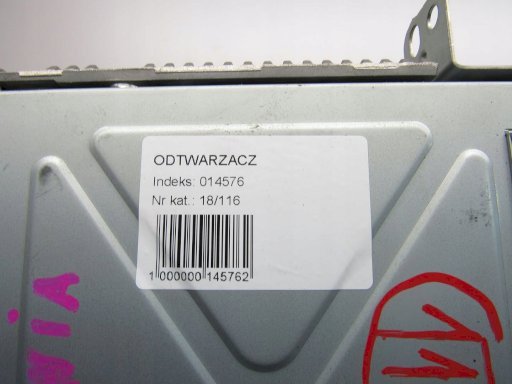 ODTWARZACZ
Indeks: 014576
Nr kat.: 18/116
1 000000 145762